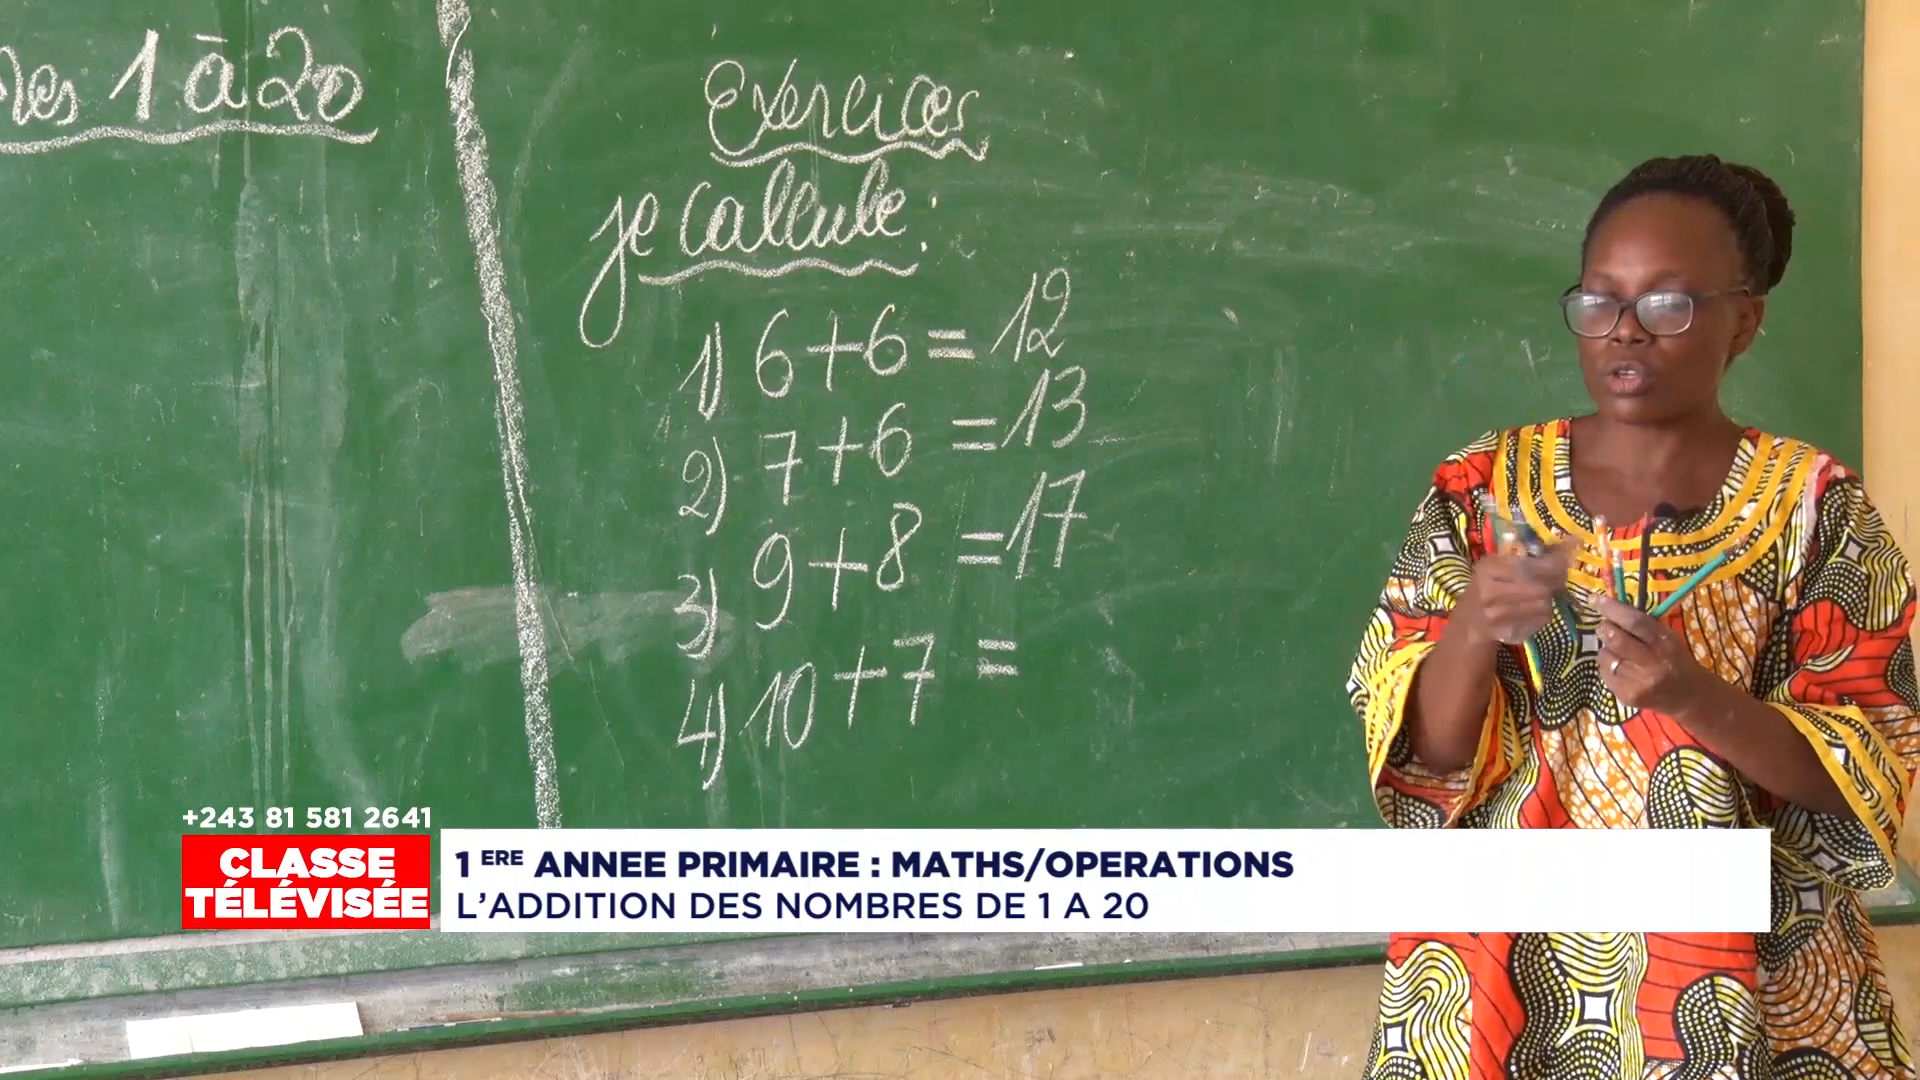 1 à 20
Exercices
je calcule :
1) 6+6 = 12
2) 7+6 = 13
3) 9+8 = 17
4) 10+7 =
+243 81 581 2641
CLASSE
TÉLÉVISÉE
1 ERE ANNEE PRIMAIRE : MATHS/OPERATIONS
L’ADDITION DES NOMBRES DE 1 A 20